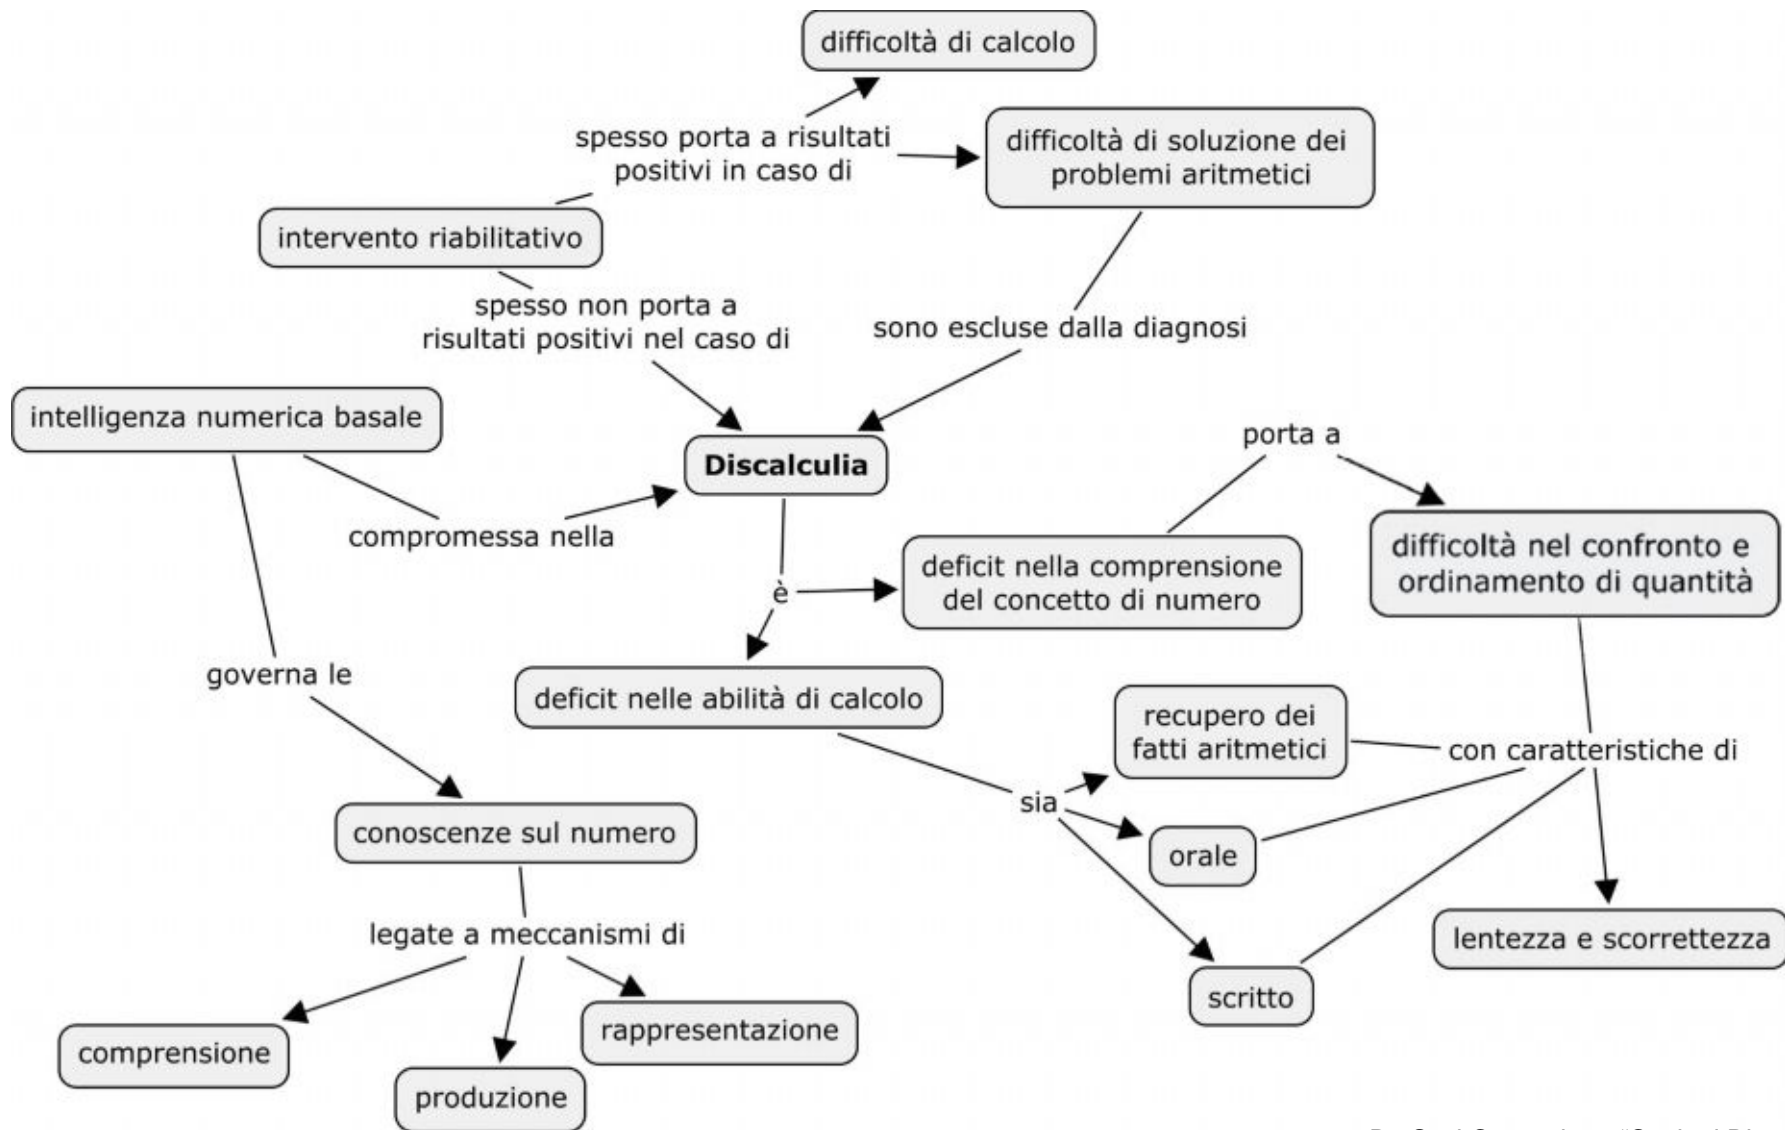 difficoltà di calcolo
spesso porta a risultati
positivi in caso di
difficoltà di soluzione dei
problemi aritmetici
intervento riabilitativo
spesso non porta a
risultati positivi nel caso di
sono escluse dalla diagnosi
intelligenza numerica basale
Discalculia
porta a
compromessa nella
difficoltà nel confronto e
ordinamento di quantità
deficit nella comprensione
del concetto di numero
è
governa le
deficit nelle abilità di calcolo
recupero dei
fatti aritmetici
con caratteristiche di
sia
conoscenze sul numero
orale
legate a meccanismi di
lentezza e scorrettezza
scritto
rappresentazione
comprensione
produzione